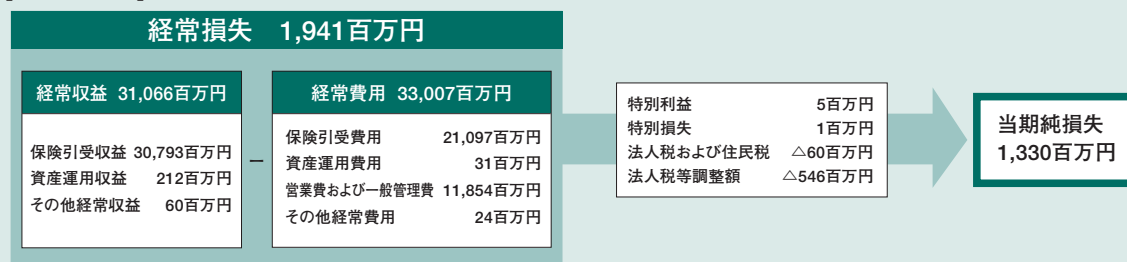 経常損失 1,941百万円
経常収益 31,066百万円
保険引受収益 30,793百万円
資産運用収益 212百万円
その他経常収益 60百万円
−
経常費用 33,007百万円
保険引受費用 21,097百万円
資産運用費用 31百万円
営業費および一般管理費 11,854百万円
その他経常費用 24百万円
特別利益 5百万円
特別損失 1百万円
法人税および住民税 △60百万円
法人税等調整額 △546百万円
当期純損失
1,330百万円